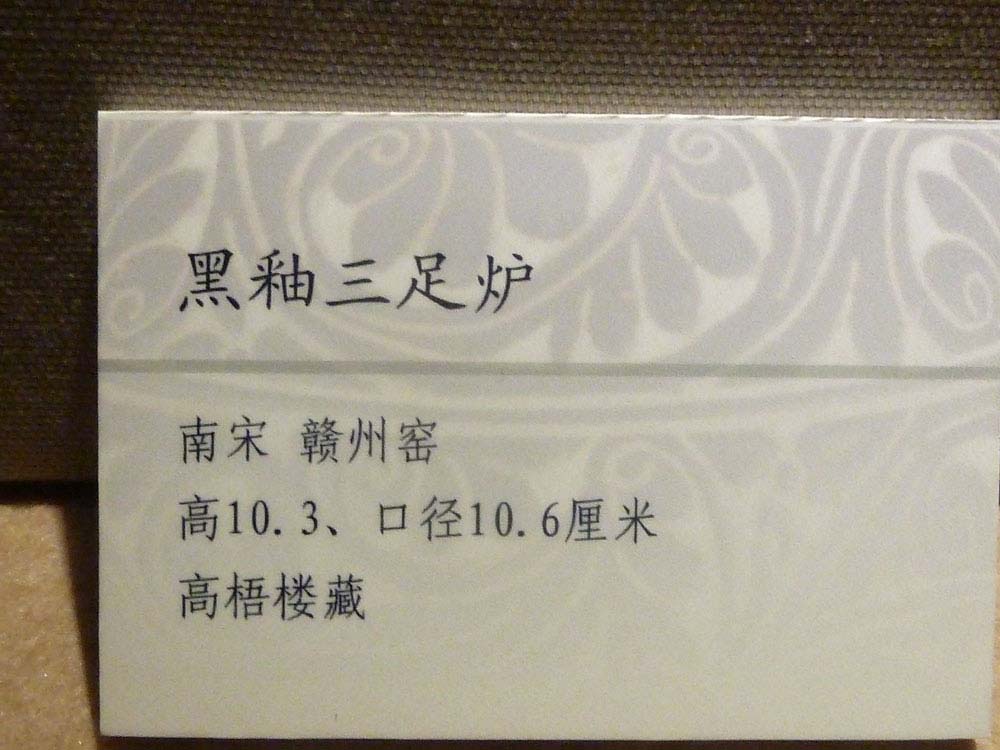 黑釉三足炉
南宋 赣州窑
高10.3、口径10.6厘米
高梧楼藏